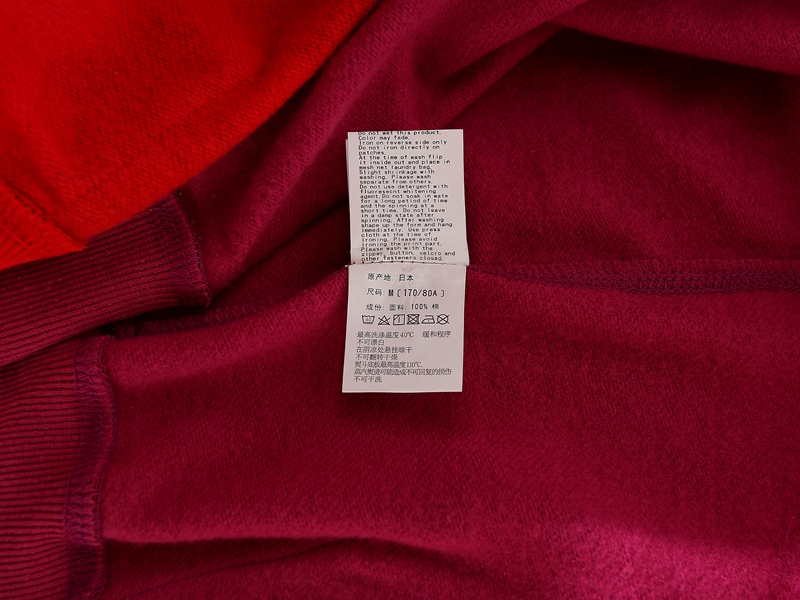 Do not wet this product.
Color may fade.
Iron on reverse side only
Do not iron directly on
patches.
At the time of wash flip
it inside out and place in
mesh net laundry bag.
Slight shrinkage with
washing. Please wash
separate from others.
Do not use detergent with
fluoresecnt whitening
agent.Do not soak in wate
for a long petiod of time
and the spinning at a
short time. Do not leave
in a damp state after
spinning. After washing
shape up the form and hang
immediately. Use press
cloth at the time of
ironing. Please avoid
ironing the print part.
Please wash with the
zipper, button, velcro and
other fasteners closed.
原产地: 日本
尺码: M [170/80A]
成份: 面料: 100% 棉
最高洗涤温度40℃ 缓和程序
不可漂白
在阴凉处悬挂晾干
不可翻转干燥
熨斗底板最高温度110℃.
蒸汽熨烫可能造成不可回复的损伤
不可干洗